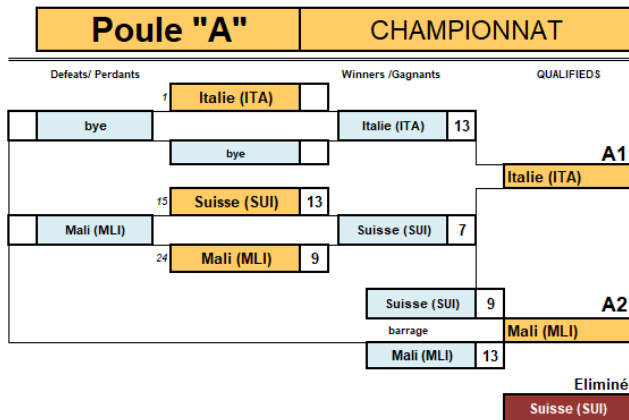 Poule "A" CHAMPIONNAT
Defeats/ Perdants Winners /Gagnants QUALIFIEDS
1 Italie (ITA)
bye Italie (ITA) 13
bye
A1
Italie (ITA)
15 Suisse (SUI) 13
Mali (MLI) Suisse (SUI) 7
24 Mali (MLI) 9
Suisse (SUI) 9 A2
barrage Mali (MLI)
Mali (MLI) 13
Eliminé
Suisse (SUI)